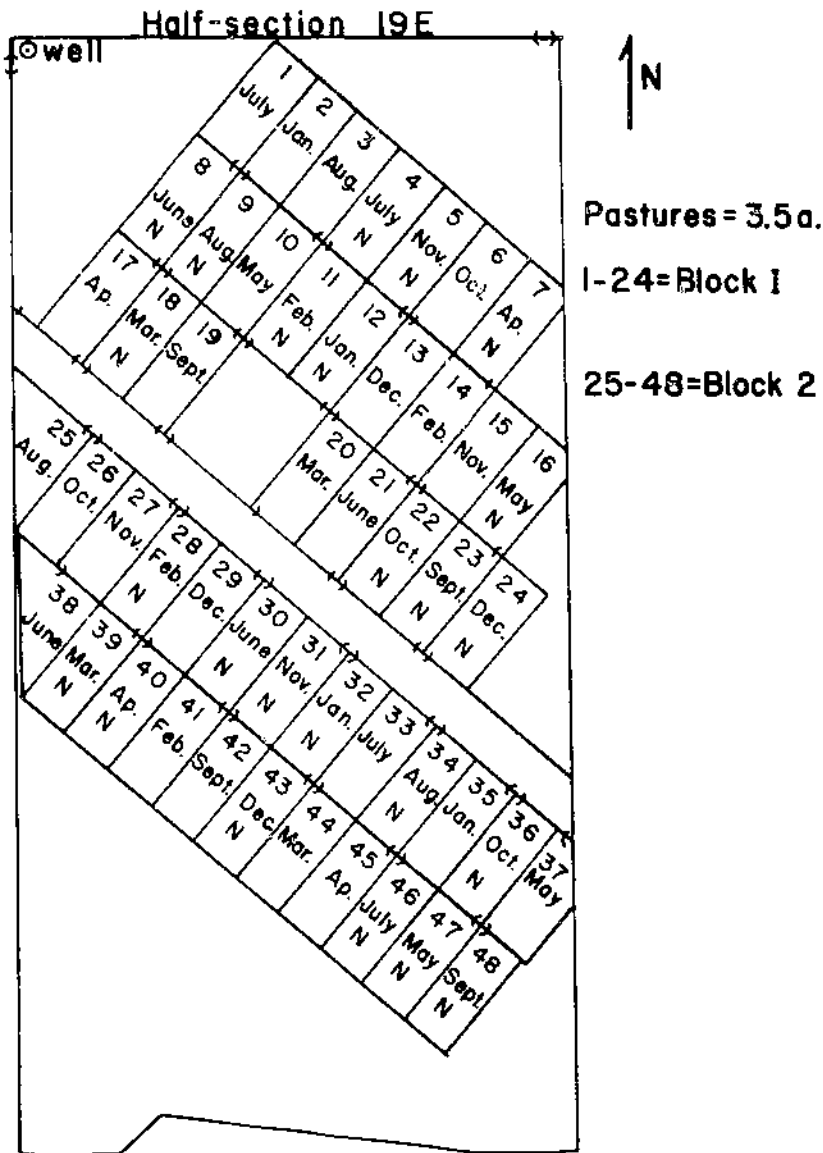 Half-section 19E
well
N
Pastures = 3.5a.
1-24=Block I
25-48=Block 2
1
July
2
Jan.
3
Aug.
4
July
N
5
Nov.
N
6
Oct.
7
Ap.
N
8
June
N
9
Aug.
N
10
May
11
Feb.
N
12
Jan.
N
13
Dec.
14
Feb.
15
Nov.
16
May
N
17
Ap.
18
Mar.
N
19
Sept.
20
Mar.
21
June
22
Oct.
N
23
Sept.
N
24
Dec.
N
25
Aug.
26
Oct.
27
Nov.
28
Feb.
N
29
Dec.
30
June
N
31
Nov.
N
32
Jan.
N
33
July
34
Aug.
N
35
Jan.
36
Oct.
N
37
May
38
June
39
Mar.
N
40
Ap.
N
41
Feb.
42
Sept.
43
Dec.
N
44
Mar.
45
Ap.
46
July
N
47
May
N
48
Sept.
N